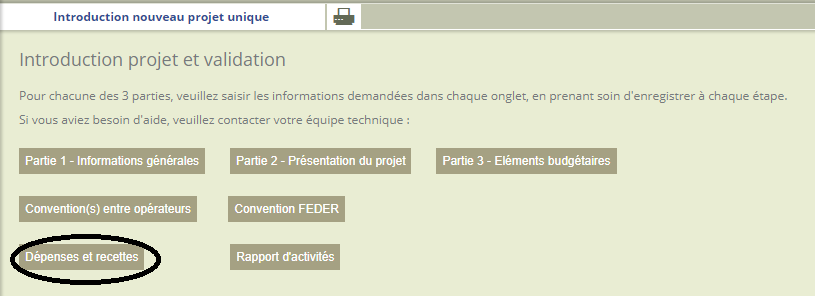 Introduction nouveau projet unique
Introduction projet et validation
Pour chacune des 3 parties, veuillez saisir les informations demandées dans chaque onglet, en prenant soin d'enregistrer à chaque étape.
Si vous aviez besoin d'aide, veuillez contacter votre équipe technique :
Partie 1 - Informations générales Partie 2 - Présentation du projet Partie 3 - Eléments budgétaires
Convention(s) entre opérateurs Convention FEDER
Dépenses et recettes Rapport d'activités